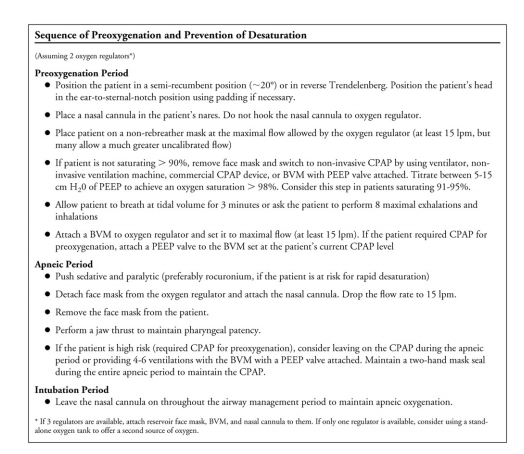 Sequence of Preoxygenation and Prevention of Desaturation
(Assuming 2 oxygen regulators*)
Preoxygenation Period
● Position the patient in a semi-recumbent position (~20°) or in reverse Trendelenberg. Position the patient's head
in the ear-to-sternal-notch position using padding if necessary.
● Place a nasal cannula in the patient's nares. Do not hook the nasal cannula to oxygen regulator.
● Place patient on a non-rebreather mask at the maximal flow allowed by the oxygen regulator (at least 15 lpm, but
many allow a much greater uncalibrated flow)
● If patient is not saturating > 90%, remove face mask and switch to non-invasive CPAP by using ventilator, non-
invasive ventilation machine, commercial CPAP device, or BVM with PEEP valve attached. Titrate between 5-15
cm H₂0 of PEEP to achieve an oxygen saturation > 98%. Consider this step in patients saturating 91-95%.
● Allow patient to breath at tidal volume for 3 minutes or ask the patient to perform 8 maximal exhalations and
inhalations
● Attach a BVM to oxygen regulator and set it to maximal flow (at least 15 lpm). If the patient required CPAP for
preoxygenation, attach a PEEP valve to the BVM set at the patient's current CPAP level
Apneic Period
● Push sedative and paralytic (preferably rocuronium, if the patient is at risk for rapid desaturation)
● Detach face mask from the oxygen regulator and attach the nasal cannula. Drop the flow rate to 15 lpm.
● Remove the face mask from the patient.
● Perform a jaw thrust to maintain pharyngeal patency.
● If the patient is high risk (required CPAP for preoxygenation), consider leaving on the CPAP during the apneic
period or providing 4-6 ventilations with the BVM with a PEEP valve attached. Maintain a two-hand mask seal
during the entire apneic period to maintain the CPAP.
Intubation Period
● Leave the nasal cannula on throughout the airway management period to maintain apneic oxygenation.
* If 3 regulators are available, attach reservoir face mask, BVM, and nasal cannula to them. If only one regulator is available, consider using a stand-
alone oxygen tank to offer a second source of oxygen.